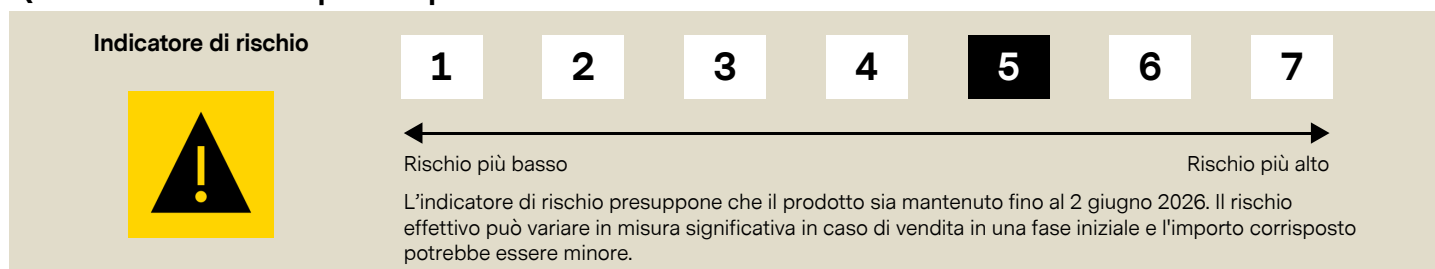 Indicatore di rischio
1 2 3 4 5 6 7
Rischio più basso
Rischio più alto
L'indicatore di rischio presuppone che il prodotto sia mantenuto fino al 2 giugno 2026. Il rischio
effettivo può variare in misura significativa in caso di vendita in una fase iniziale e l'importo corrisposto
potrebbe essere minore.